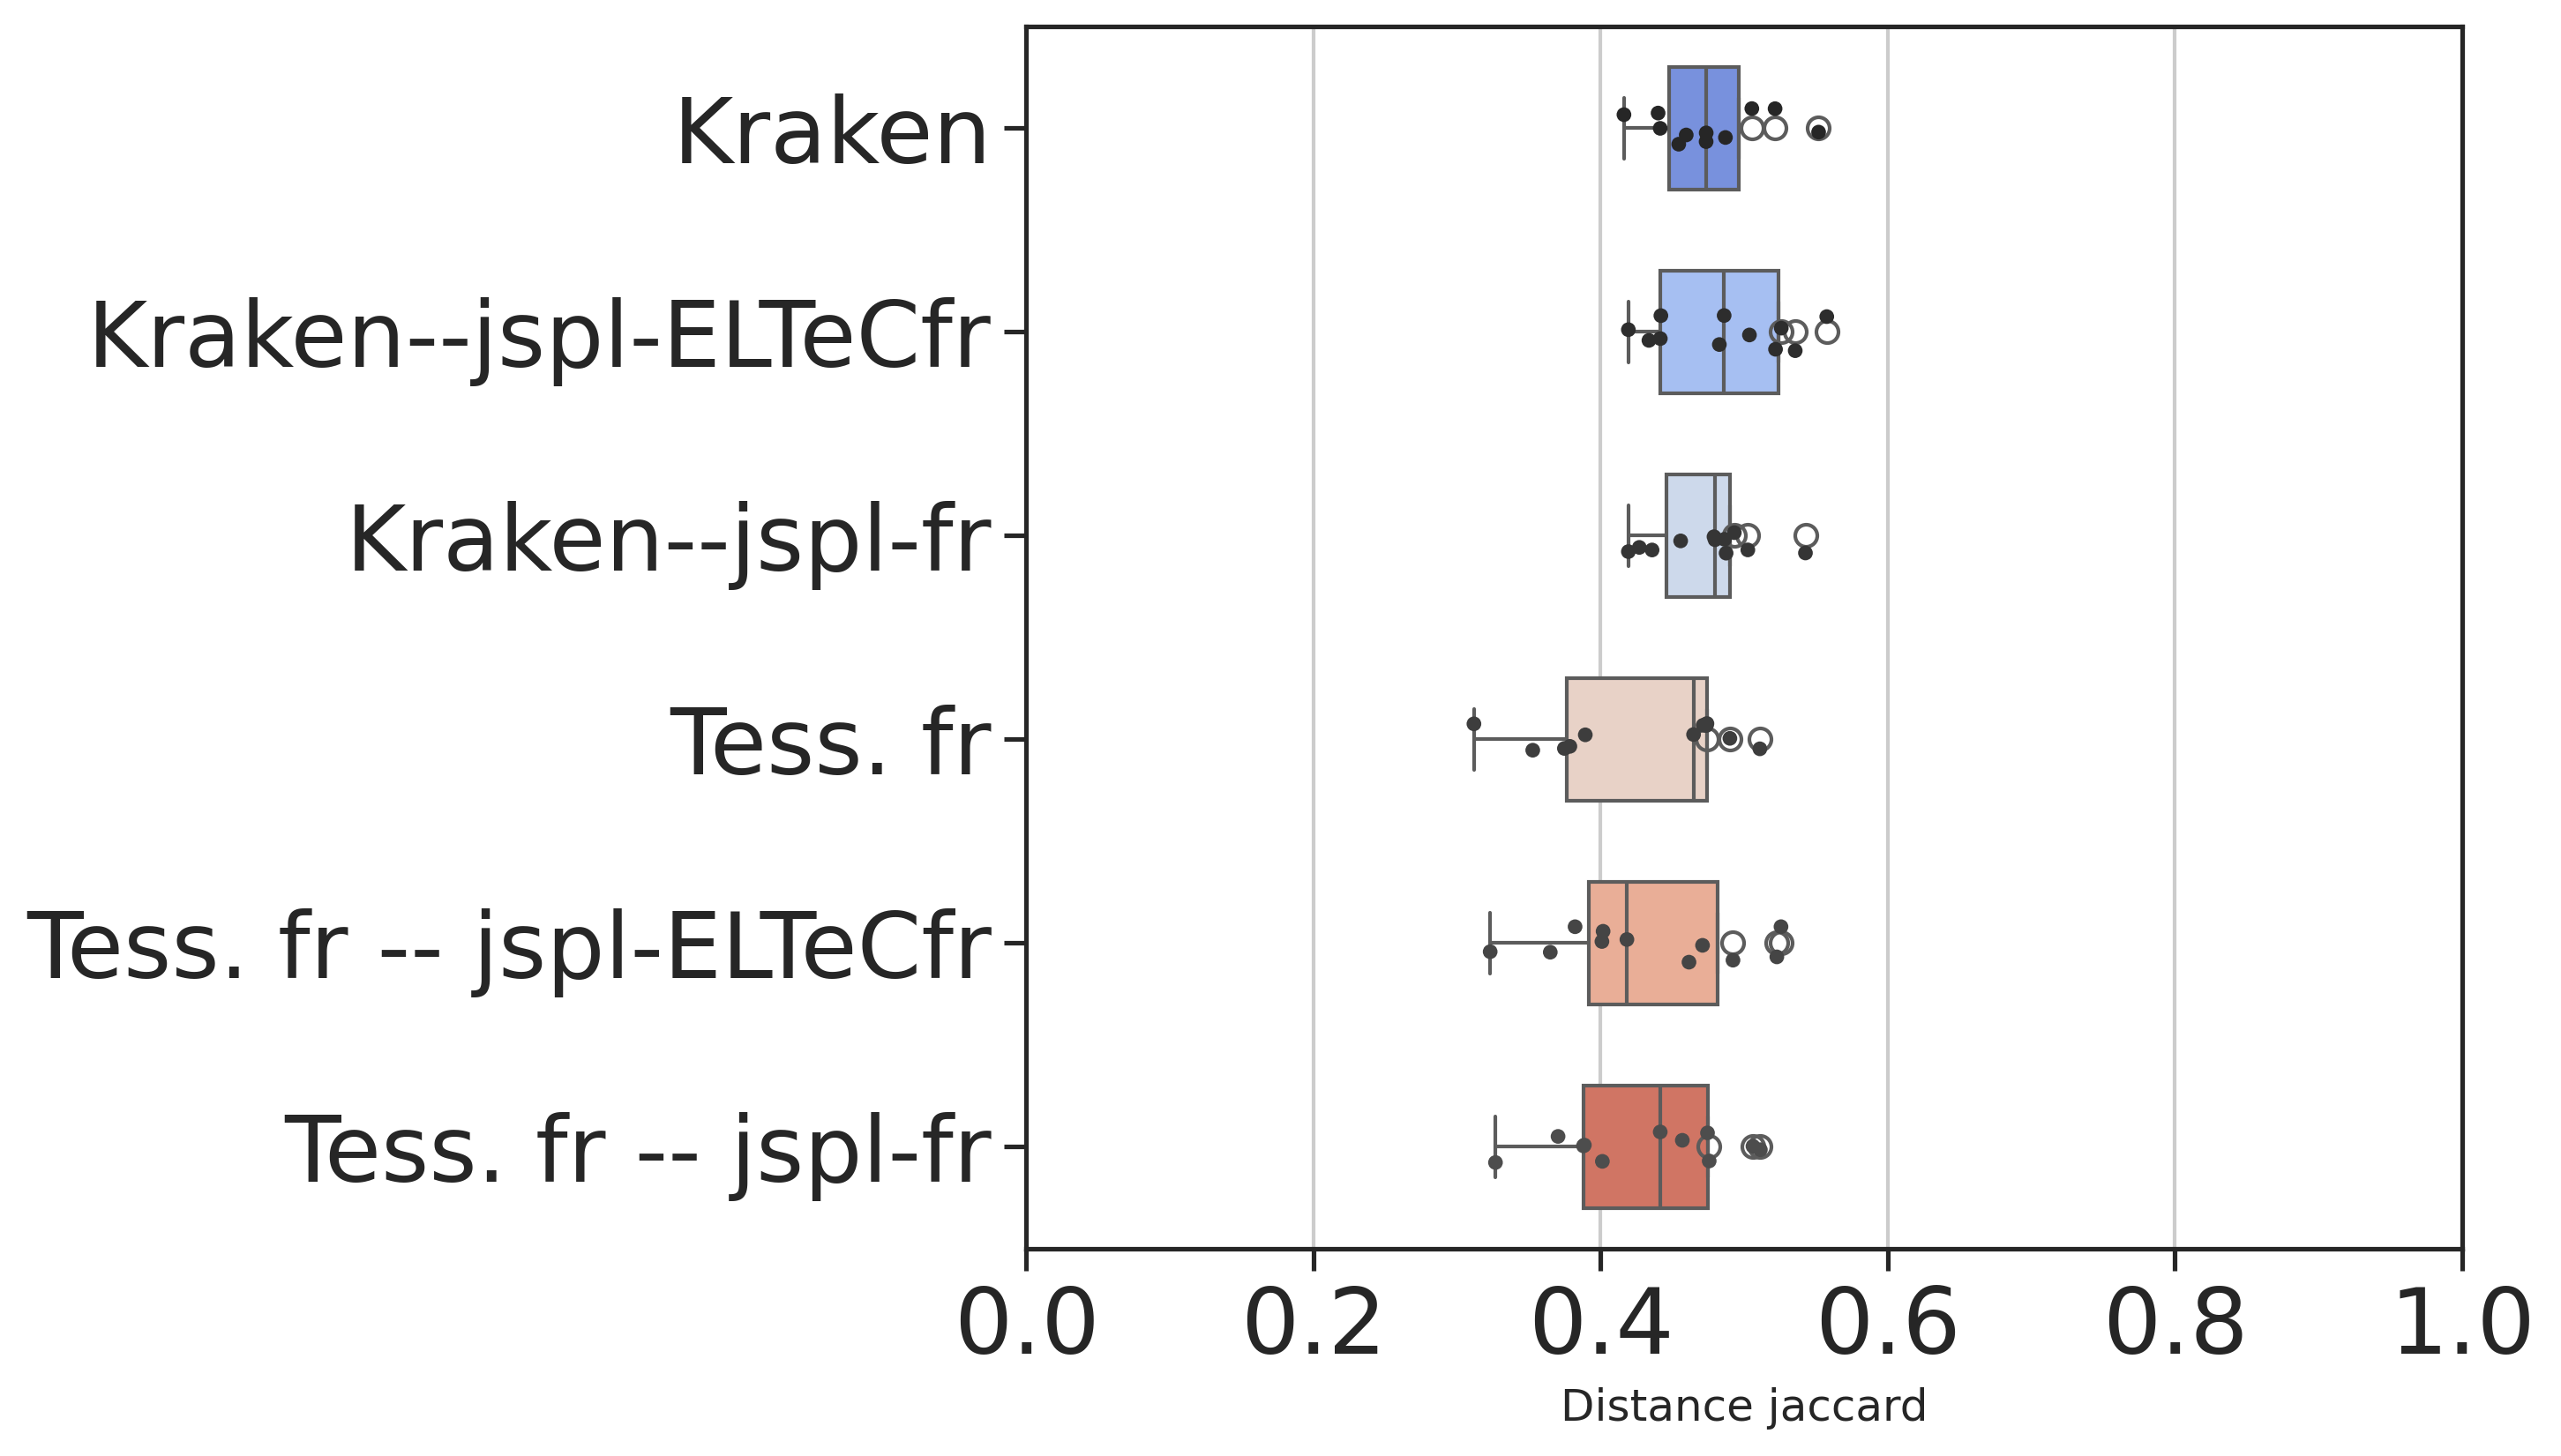 Kraken
Kraken--jspl-ELTeCfr
Kraken--jspl-fr
Tess. fr
Tess. fr -- jspl-ELTeCfr
Tess. fr -- jspl-fr
0.0 0.2 0.4 0.6 0.8 1.0
Distance jaccard